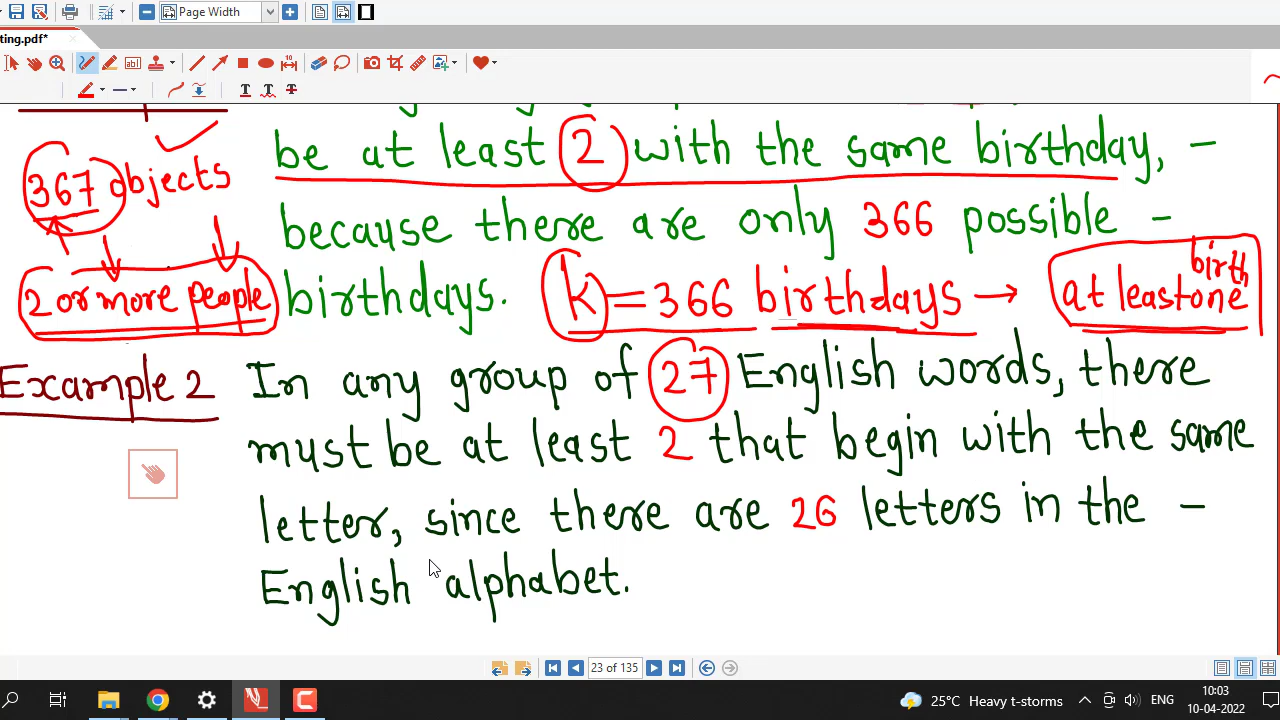 Page Width
ting.pdf*
be at least 2 with the same birthday, -
367 objects
because there are only 366 possible -
2 or more people
birthdays. k = 366 birthdays → at least one birth
Example 2 In any group of 27 English words, there
must be at least 2 that begin with the same
letter, since there are 26 letters in the -
English alphabet.
23 of 135
25°C Heavy t-storms ENG 10:03
10-04-2022